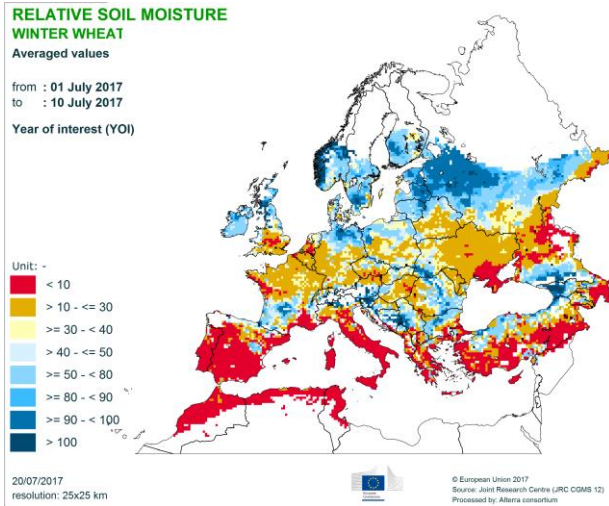 RELATIVE SOIL MOISTURE
WINTER WHEAT
Averaged values
from : 01 July 2017
to : 10 July 2017
Year of interest (YOI)
Unit: -
< 10
> 10 - <= 30
>= 30 - < 40
> 40 - <= 50
>= 50 - < 80
>= 80 - < 90
>= 90 - < 100
> 100
20/07/2017
resolution: 25x25 km
European
Commission
© European Union 2017
Source: Joint Research Centre (JRC CGMS 12)
Processed by: Alterra consortium